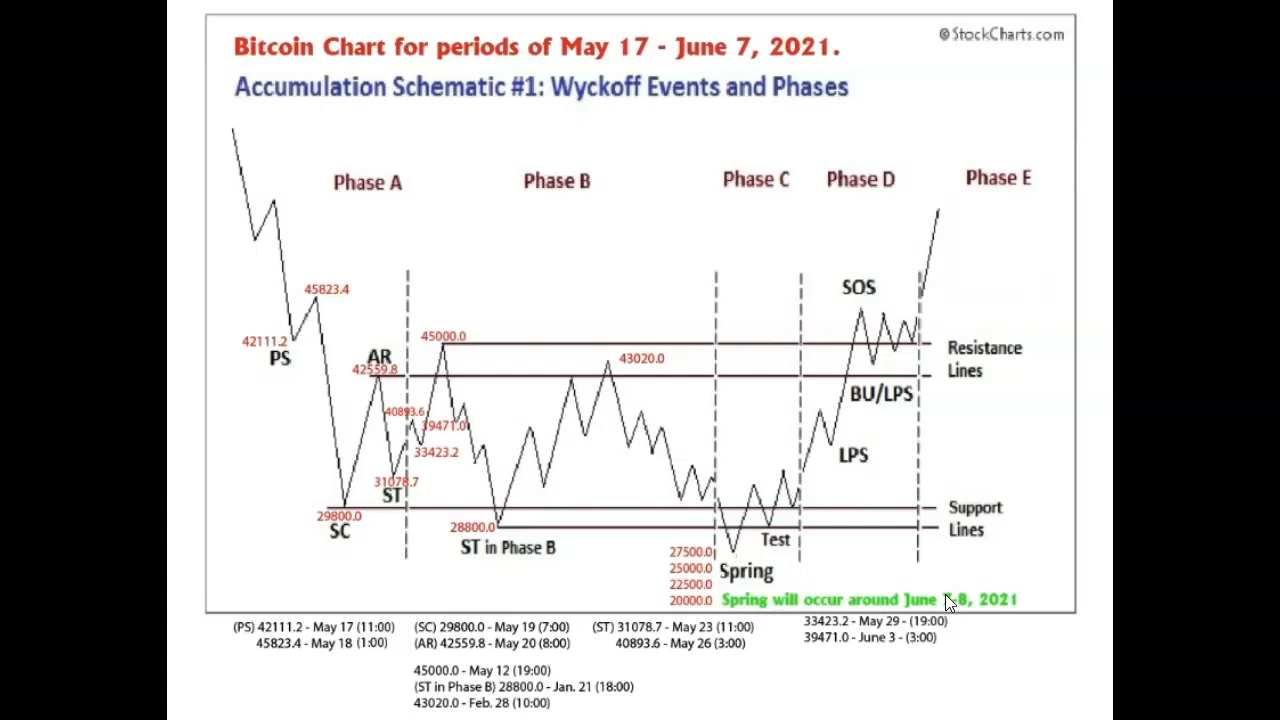 ©StockCharts.com
Bitcoin Chart for periods of May 17 - June 7, 2021.
Accumulation Schematic #1: Wyckoff Events and Phases
Phase A
Phase B
Phase C
Phase D
Phase E
45823.4
42111.2
PS
AR
42559.8
40893.6
39471.0
33423.2
31078.7
ST
29800.0
SC
45000.0
43020.0
28800.0
ST in Phase B
SOS
BU/LPS
LPS
Resistance
Lines
Support
Lines
Test
Spring
27500.0
25000.0
22500.0
20000.0
Spring will occur around June -8, 2021
(PS) 42111.2 - May 17 (11:00)
45823.4 - May 18 (1:00)
(SC) 29800.0 - May 19 (7:00)
(AR) 42559.8 - May 20 (8:00)
(ST) 31078.7 - May 23 (11:00)
40893.6 - May 26 (3:00)
33423.2 - May 29 - (19:00)
39471.0 - June 3 - (3:00)
45000.0 - May 12 (19:00)
(ST in Phase B) 28800.0 - Jan. 21 (18:00)
43020.0 - Feb. 28 (10:00)